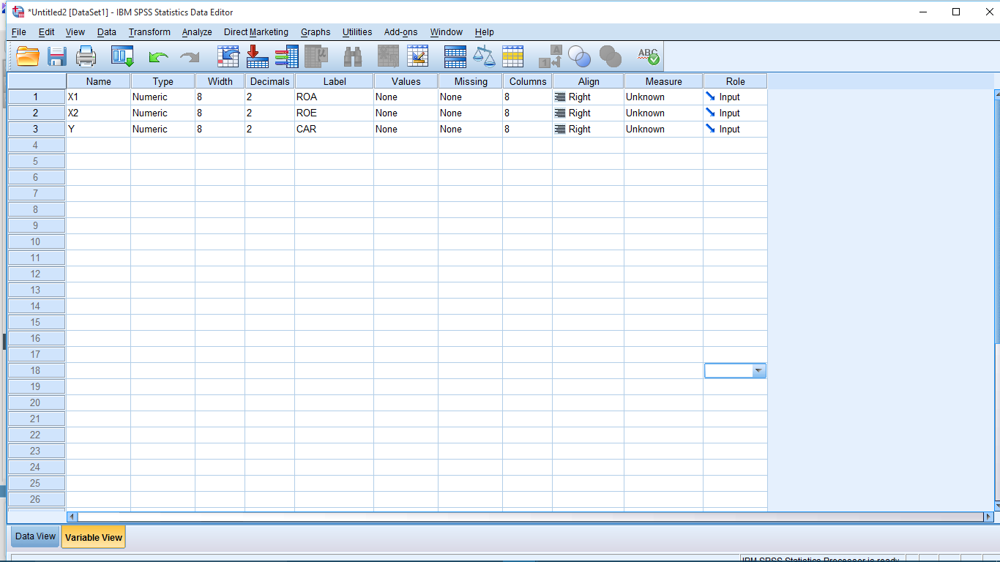 *Untitled2 [DataSet1] - IBM SPSS Statistics Data Editor
File Edit View Data Transform Analyze Direct Marketing Graphs Utilities Add-ons Window Help
Name Type Width Decimals Label Values Missing Columns Align Measure Role
1 X1 Numeric 8 2 ROA None None 8 Right Unknown Input
2 X2 Numeric 8 2 ROE None None 8 Right Unknown Input
3 Y Numeric 8 2 CAR None None 8 Right Unknown Input
4
5
6
7
8
9
10
11
12
13
14
15
16
17
18
19
20
21
22
23
24
25
26
Data View Variable View
IBM SPSS Statistics Processor is ready